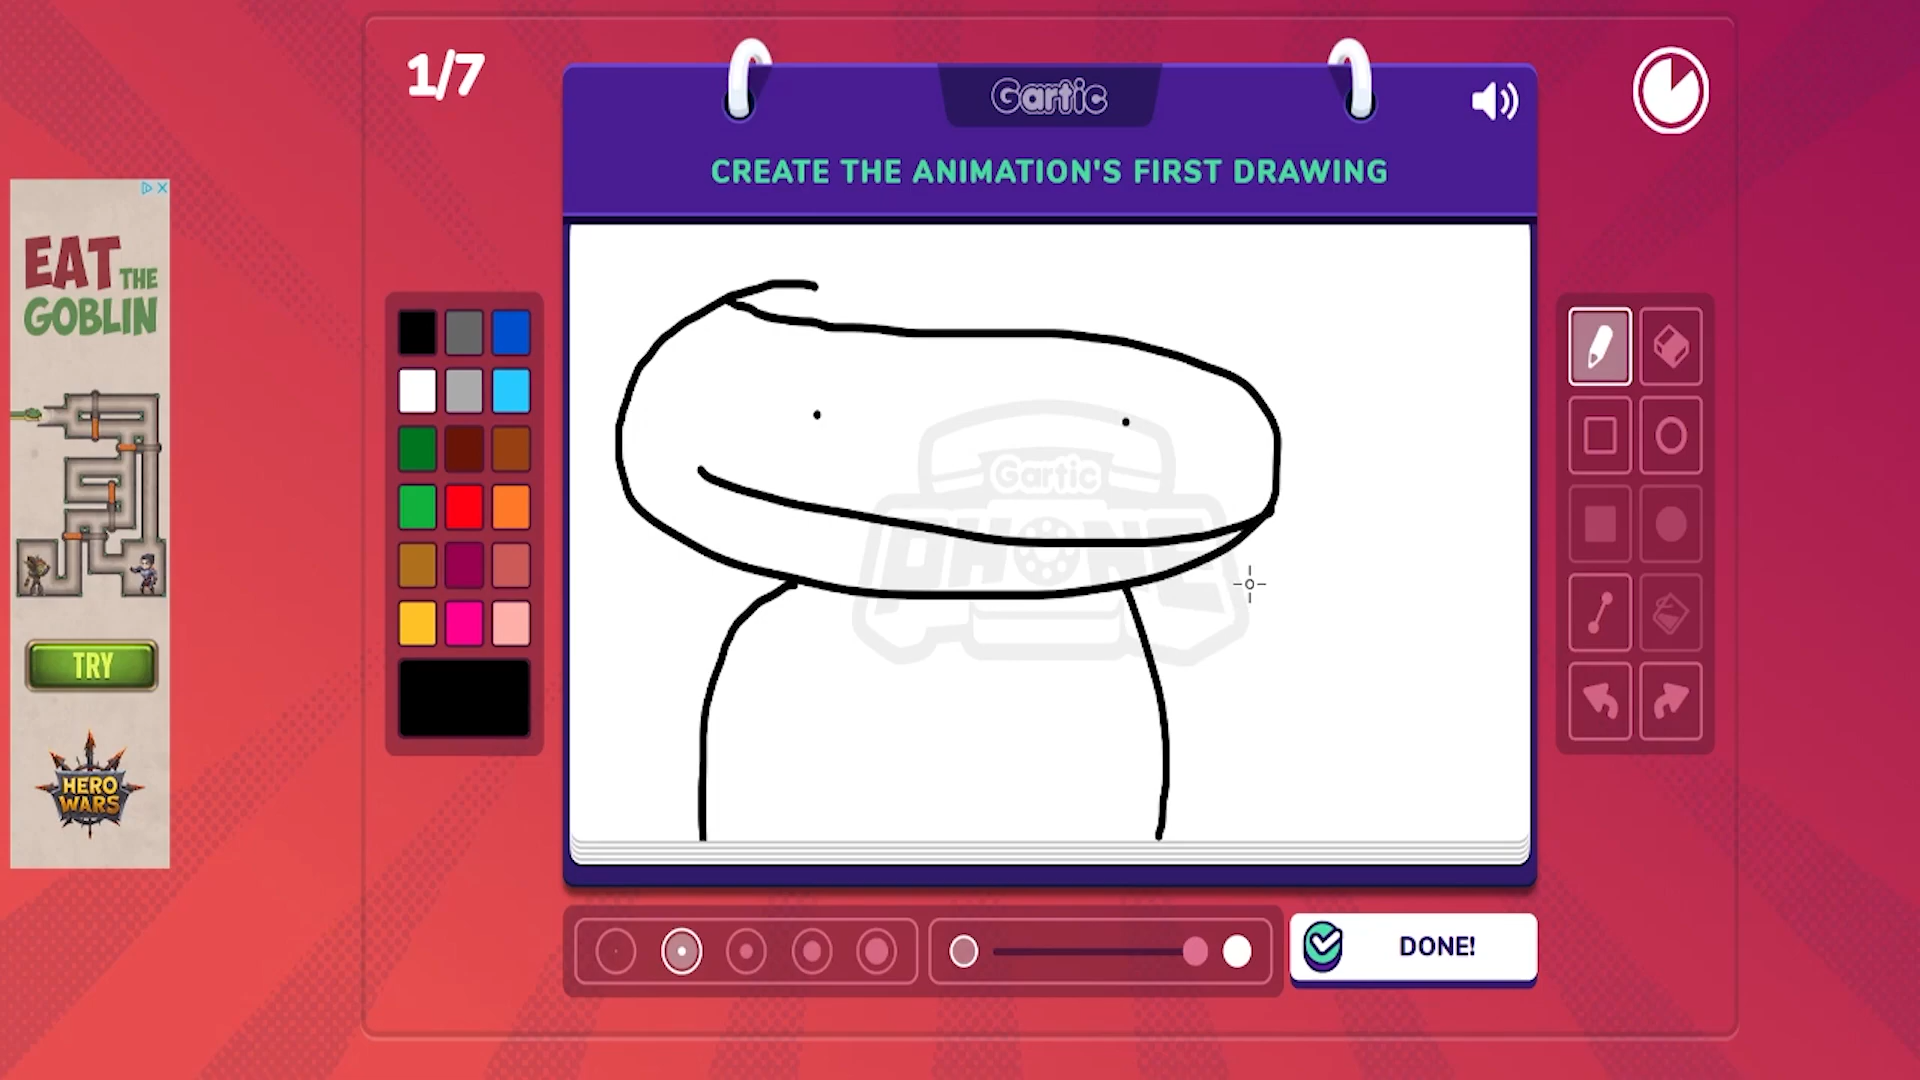 1/7
Gartic
CREATE THE ANIMATION'S FIRST DRAWING
EAT THE
GOBLIN
TRY
HERO
WARS
Gartic
PHONE
DONE!